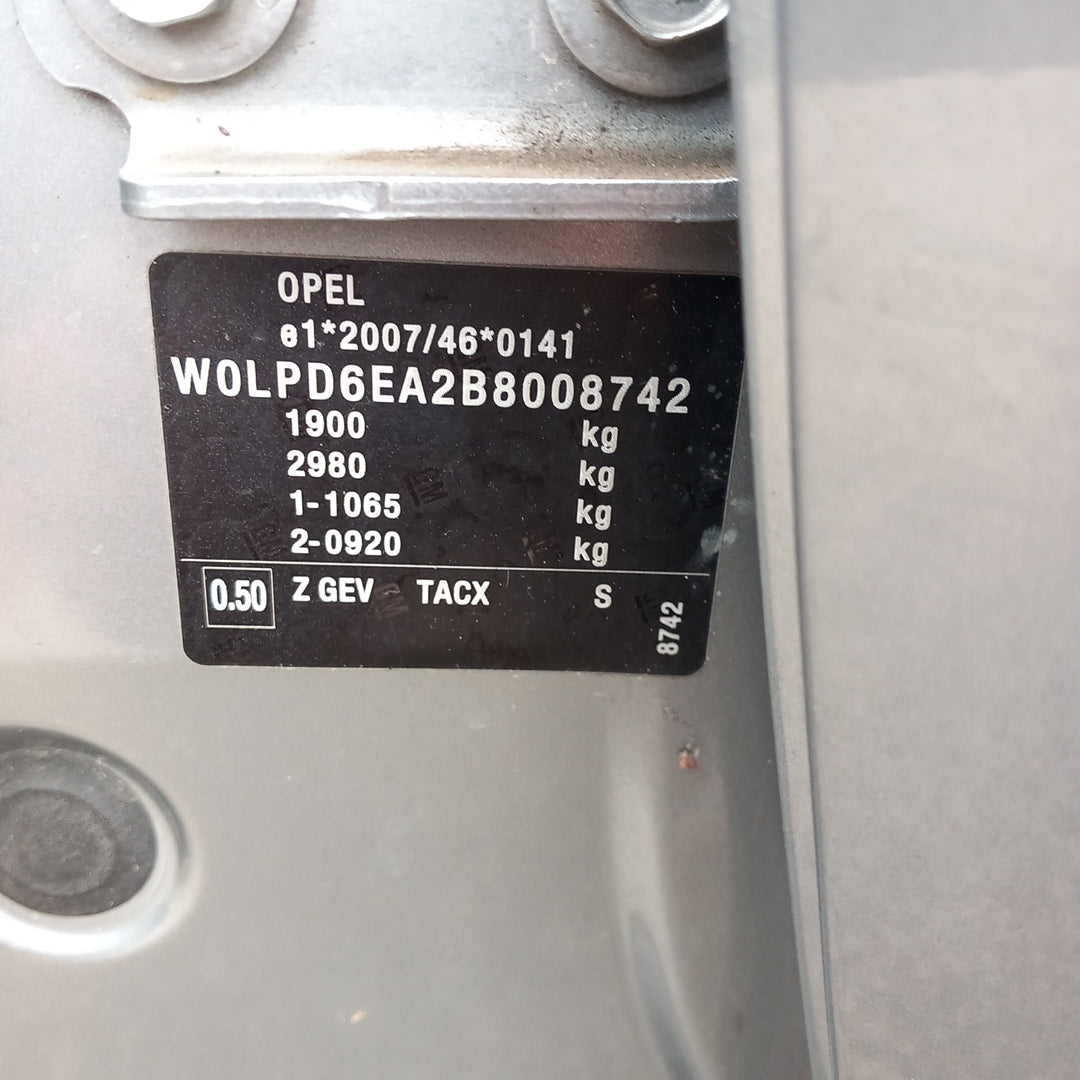 OPEL
e1*2007/46*0141
W0LPD6EA2B8008742
1900 kg
2980 kg
1-1065 kg
2-0920 kg
0.50 Z GEV TACX S
8742